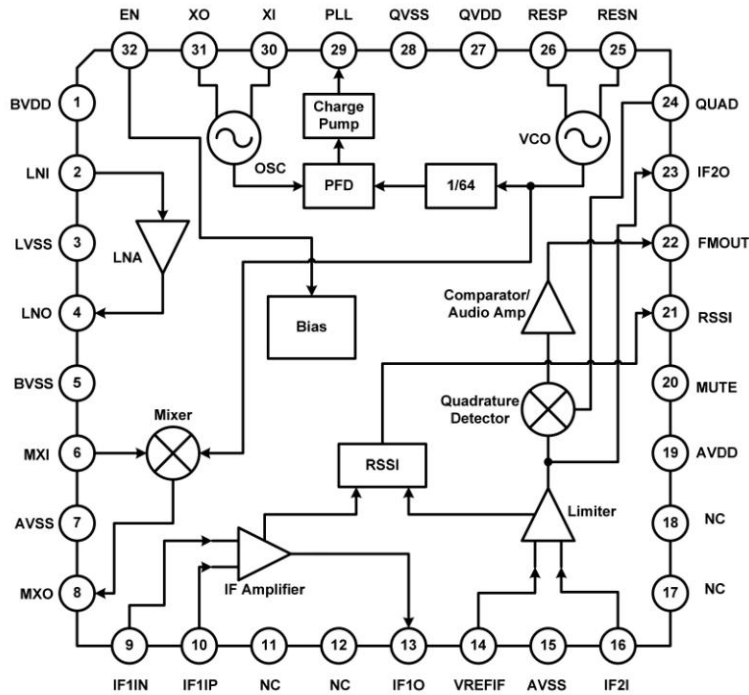 EN XO XI PLL QVSS QVDD RESP RESN
32 31 30 29 28 27 26 25
BVDD 1 Charge Pump 24 QUAD
VCO
OSC
LNI 2 PFD 1/64 23 IF2O
LVSS 3 LNA 22 FMOUT
Comparator/
Audio Amp
LNO 4 Bias 21 RSSI
BVSS 5 20 MUTE
Mixer Quadrature
Detector
MXI 6 RSSI 19 AVDD
AVSS 7 Limiter 18 NC
MXO 8 IF Amplifier 17 NC
9 10 11 12 13 14 15 16
IF1IN IF1IP NC NC IF1O VREFIF AVSS IF2I